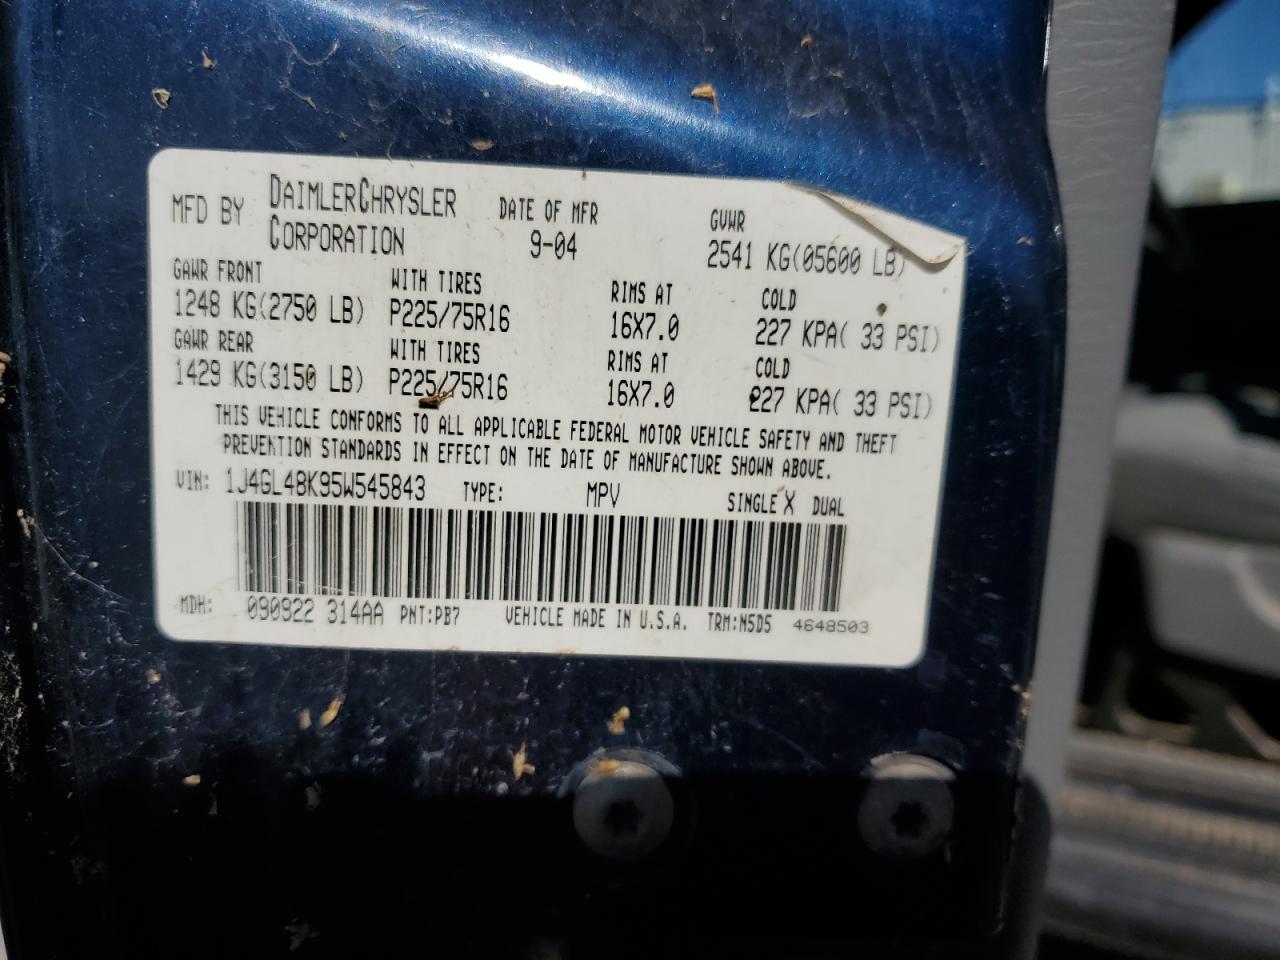 MFD BY DAIMLERCHRYSLER CORPORATION DATE OF MFR 9-04 GVWR 2541 KG(05600 LB)
GAWR FRONT WITH TIRES RIMS AT COLD
1248 KG(2750 LB) P225/75R16 16X7.0 227 KPA( 33 PSI)
GAWR REAR WITH TIRES RIMS AT COLD
1429 KG(3150 LB) P225/75R16 16X7.0 227 KPA( 33 PSI)
THIS VEHICLE CONFORMS TO ALL APPLICABLE FEDERAL MOTOR VEHICLE SAFETY AND THEFT
PREVENTION STANDARDS IN EFFECT ON THE DATE OF MANUFACTURE SHOWN ABOVE.
VIN: 1J4GL48K95W545843 TYPE: MPV SINGLE X DUAL
MDH: 090922 314AA PNT:PB7 VEHICLE MADE IN U.S.A. TRM:N5D5 4648503